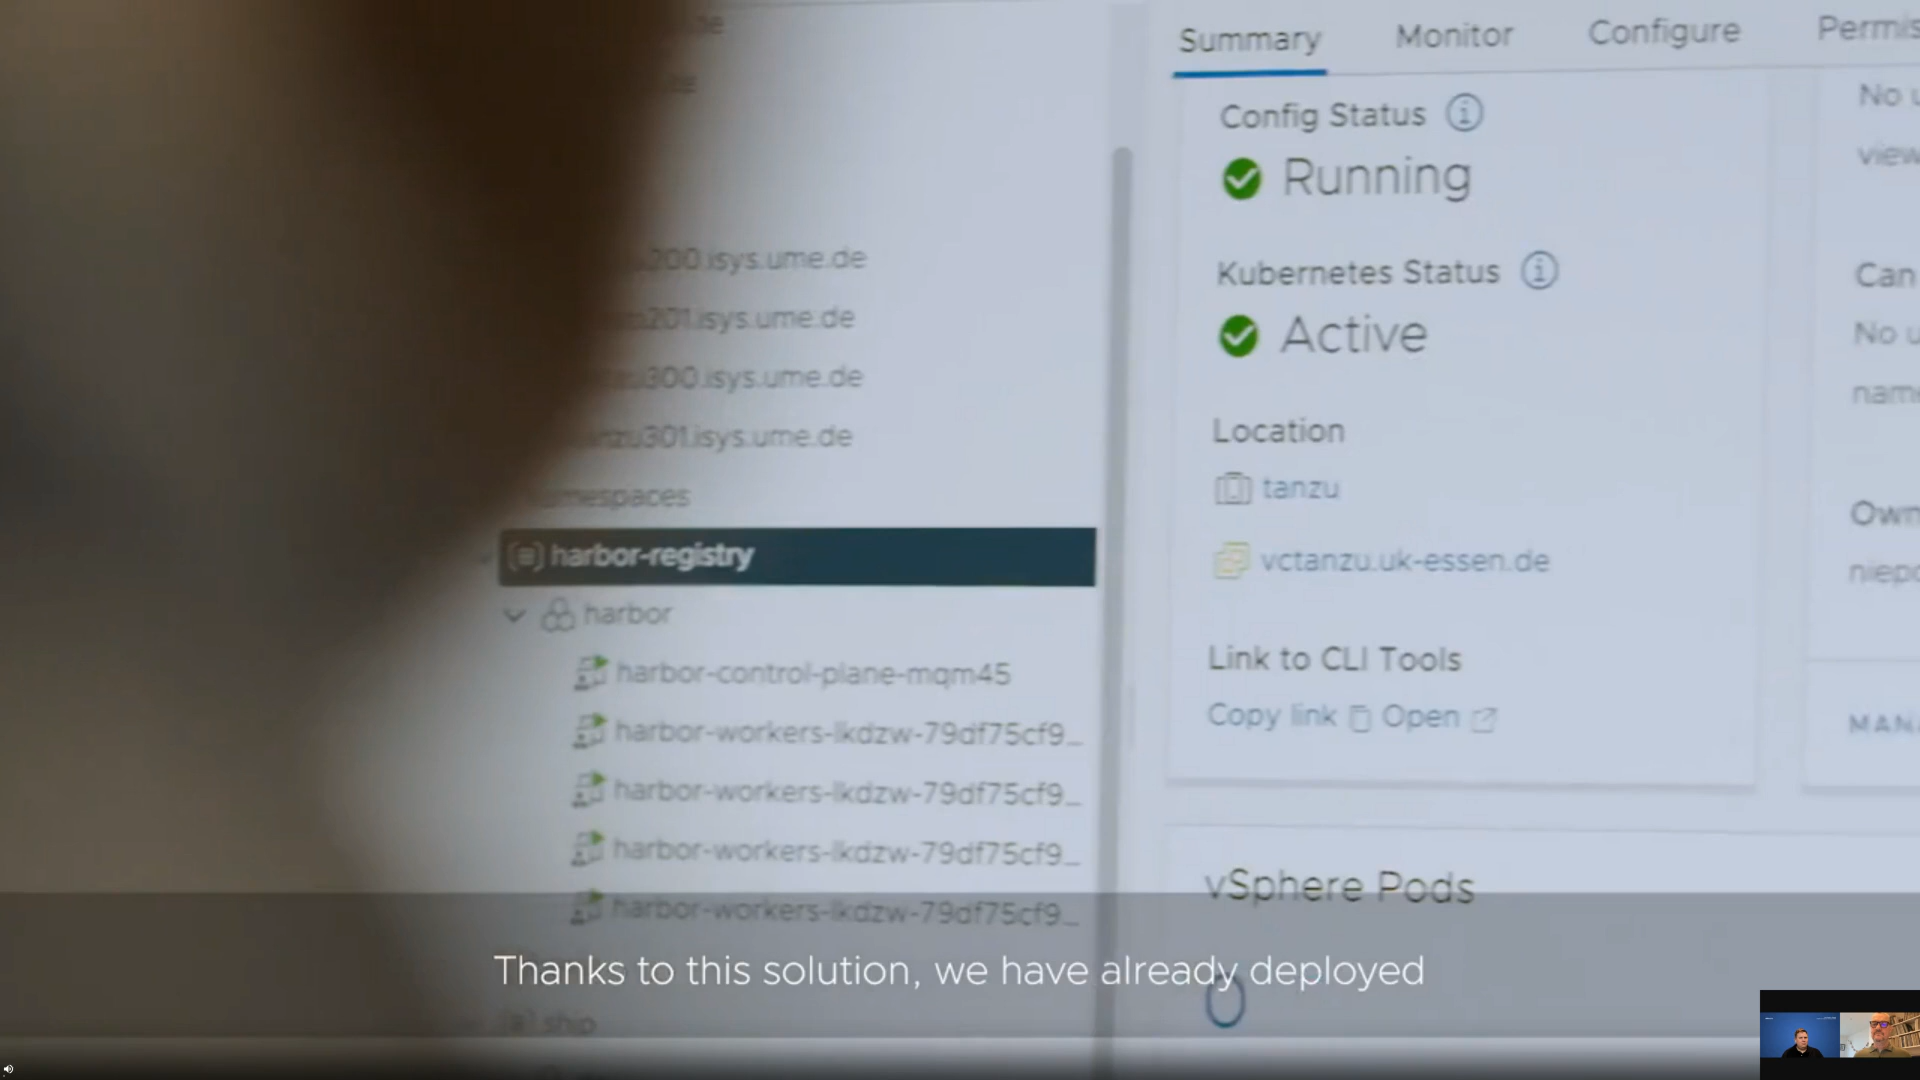 Summary Monitor Configure
Config Status
Running
Kubernetes Status
Active
Location
tanzu
vctanzu.uk-essen.de
Link to CLI Tools
Copy link Open
vSphere Pods
0
200.isys.ume.de
201.isys.ume.de
300.isys.ume.de
301.isys.ume.de
harbor-registry
harbor
harbor-control-plane-mqm45
harbor-workers-lkdzw-79df75cf9...
harbor-workers-lkdzw-79df75cf9...
harbor-workers-lkdzw-79df75cf9...
harbor-workers-lkdzw-79df75cf9...
ship
No
view
Can
No
Thanks to this solution, we have already deployed